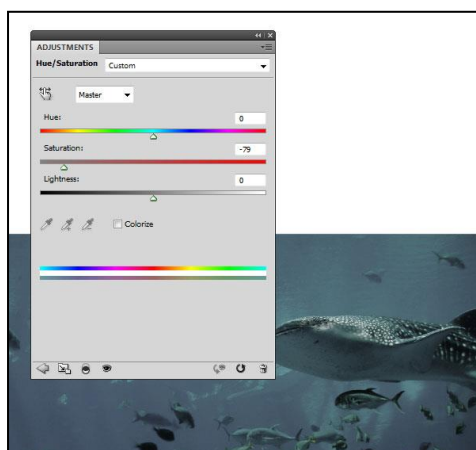 ADJUSTMENTS
Hue/Saturation Custom
Master
Hue: 0
Saturation: -79
Lightness: 0
Colorize